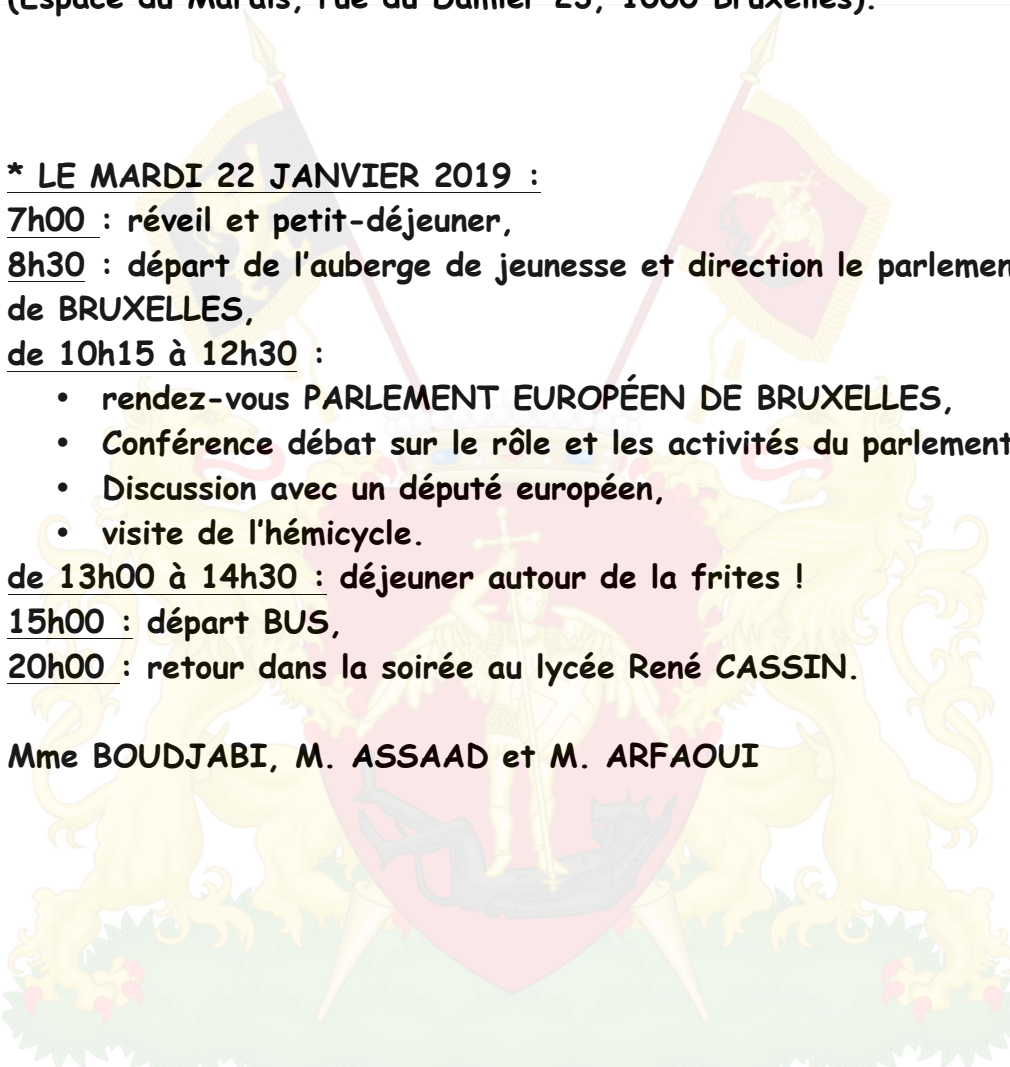 (Espace du Marais, rue du Damier 23, 1000 Bruxelles).
* LE MARDI 22 JANVIER 2019 :
7h00 : réveil et petit-déjeuner,
8h30 : départ de l'auberge de jeunesse et direction le parlemen
de BRUXELLES,
de 10h15 à 12h30 :
• rendez-vous PARLEMENT EUROPÉEN DE BRUXELLES,
• Conférence débat sur le rôle et les activités du parlement
• Discussion avec un député européen,
• visite de l'hémicycle.
de 13h00 à 14h30 : déjeuner autour de la frites !
15h00 : départ BUS,
20h00 : retour dans la soirée au lycée René CASSIN.
Mme BOUDJABI, M. ASSAAD et M. ARFAOUI